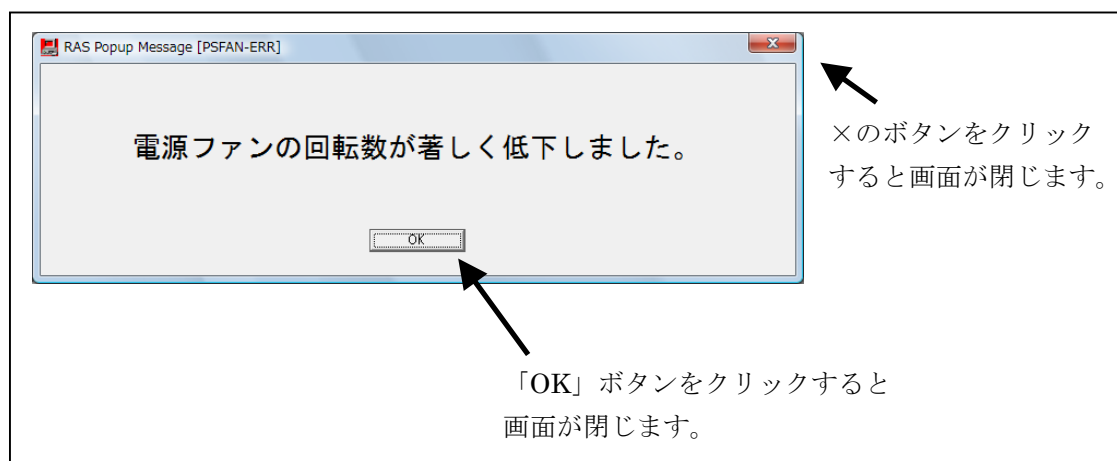 RAS Popup Message [PSFAN-ERR]
電源ファンの回転数が著しく低下しました。
OK
×のボタンをクリック
すると画面が閉じます。
「OK」ボタンをクリックすると
画面が閉じます。